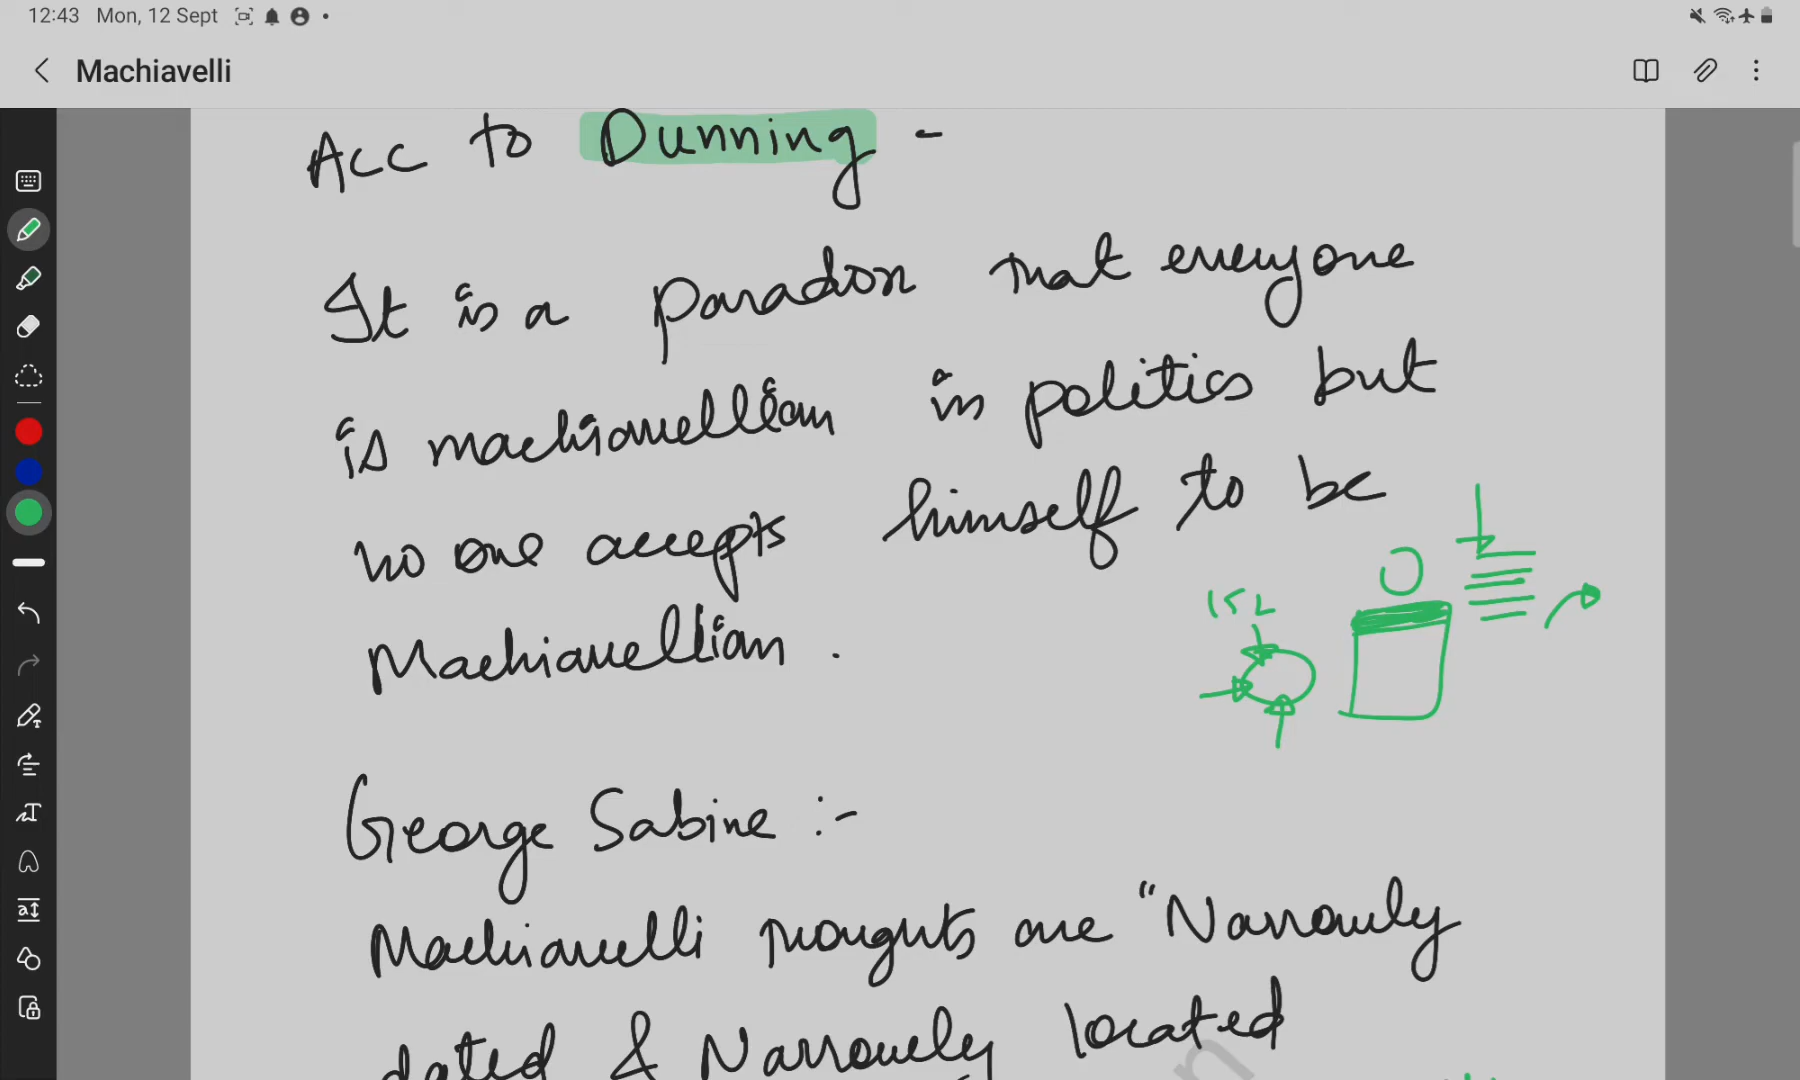 12:43 Mon, 12 Sept
Machiavelli
Acc to Dunning -
It is a paradox that everyone
is machiavellian in politics but
no one accepts himself to be
Machiavellian.
15L
George Sabine :-
Machiavelli thoughts are "Narrowly
dated & Narrowly located